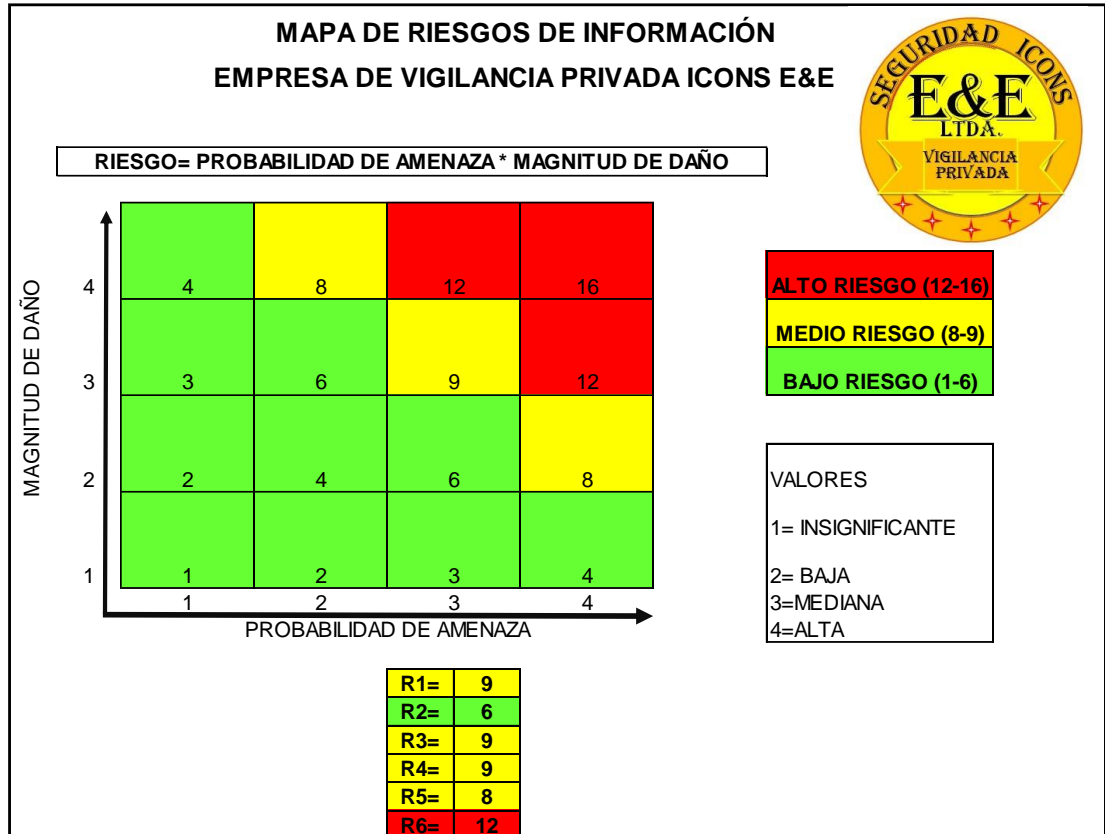 MAPA DE RIESGOS DE INFORMACIÓN
EMPRESA DE VIGILANCIA PRIVADA ICONS E&E
SEGURIDAD ICONS
E&E
LTDA.
VIGILANCIA
PRIVADA
RIESGO= PROBABILIDAD DE AMENAZA * MAGNITUD DE DAÑO
MAGNITUD DE DAÑO
4 4 8 12 16
3 3 6 9 12
2 2 4 6 8
1 1 2 3 4
1 2 3 4
PROBABILIDAD DE AMENAZA
ALTO RIESGO (12-16)
MEDIO RIESGO (8-9)
BAJO RIESGO (1-6)
VALORES
1= INSIGNIFICANTE
2= BAJA
3=MEDIANA
4=ALTA
R1= 9
R2= 6
R3= 9
R4= 9
R5= 8
R6= 12